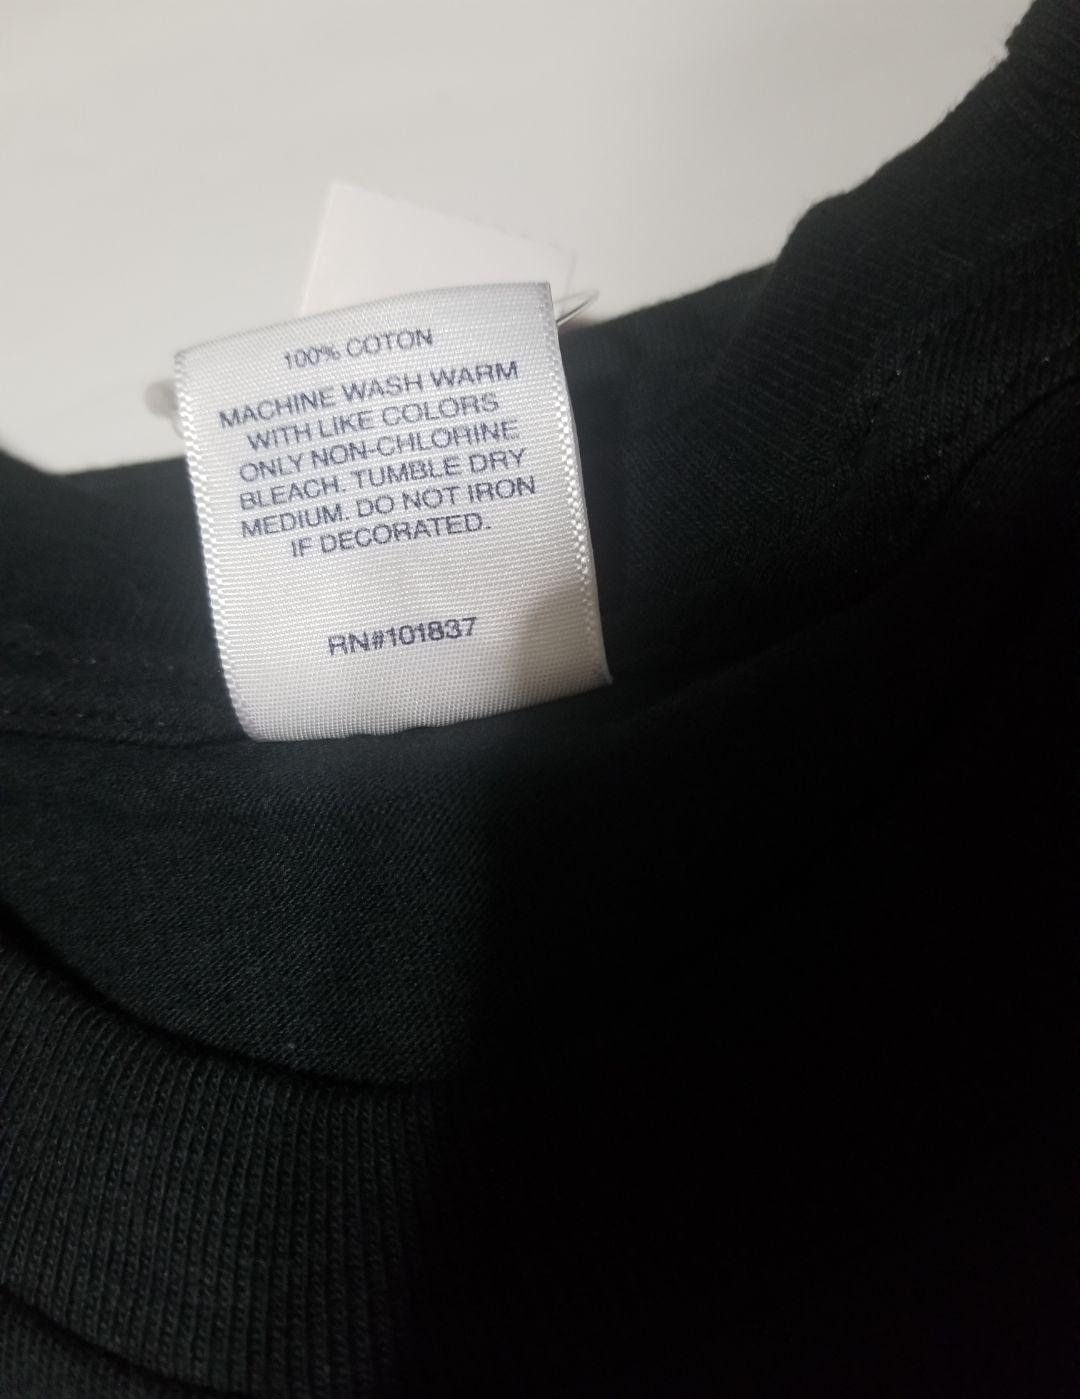 100% COTON
MACHINE WASH WARM
WITH LIKE COLORS
ONLY NON-CHLORINE
BLEACH. TUMBLE DRY
MEDIUM. DO NOT IRON
IF DECORATED.
RN#101837